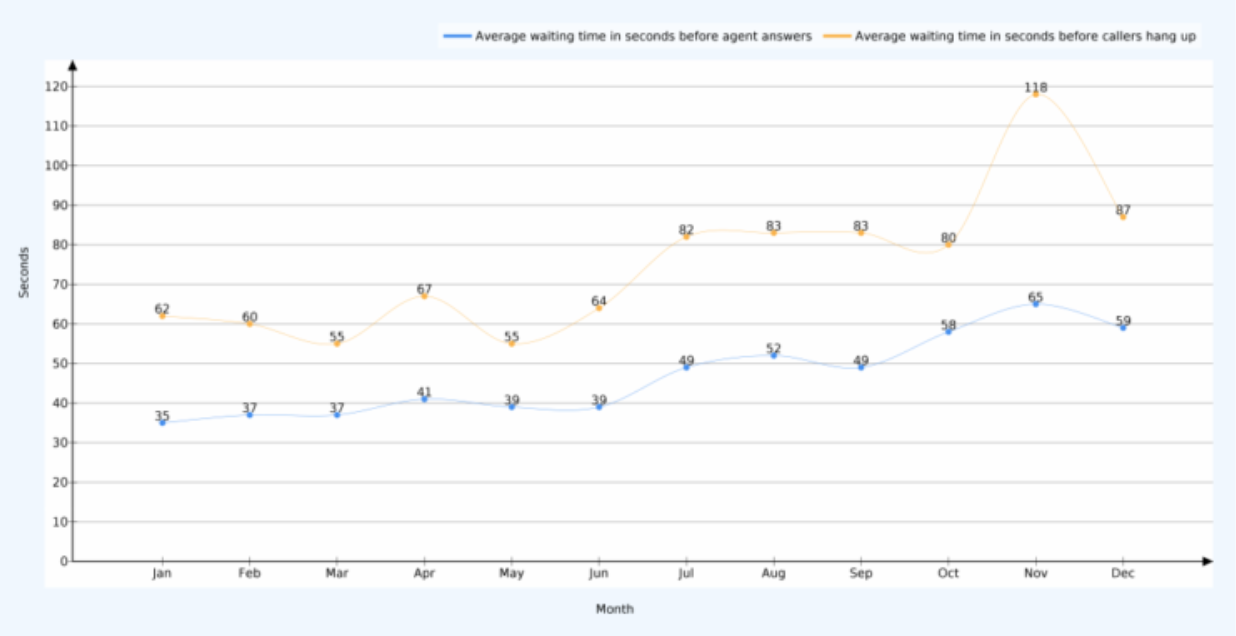 Average waiting time in seconds before agent answers Average waiting time in seconds before callers hang up
120
110
100
90
80
70
60
50
40
30
20
10
0
Seconds
62 60 55 67 55 64 82 83 83 80 118 87
35 37 37 41 39 39 49 52 49 58 65 59
Jan Feb Mar Apr May Jun Jul Aug Sep Oct Nov Dec
Month